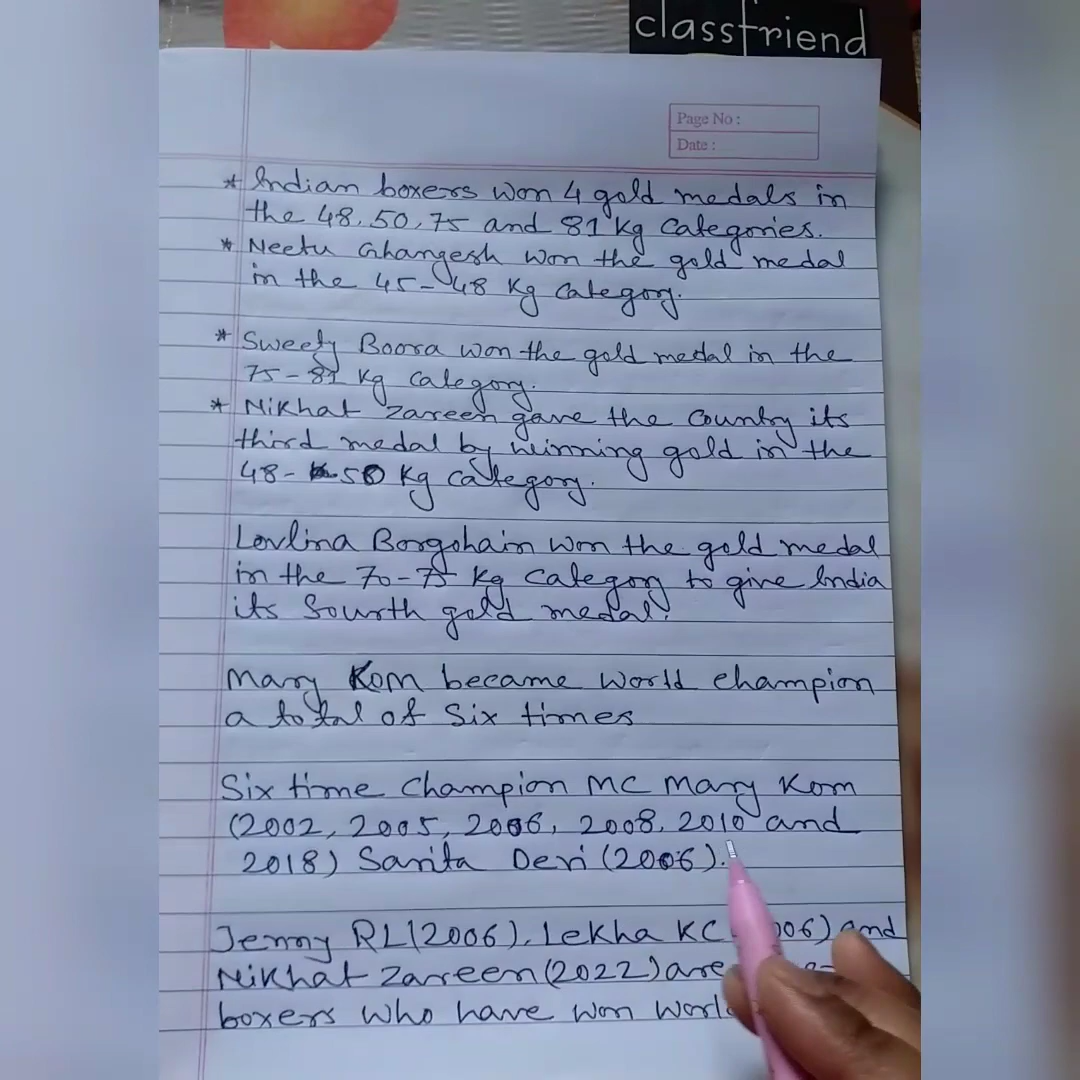 classfriend
Page No :
Date :
* Indian boxers won 4 gold medals in
the 48, 50, 75 and 81 kg Categories.
* Neetu Ghangesh won the gold medal
in the 45-48 Kg Category.
* Sweety Boora won the gold medal in the
75-81 kg Category.
* Nikhat Zareen gave the Country its
third medal by winning gold in the
48-50 kg Category.
Lovlina Borgohain won the gold medal
in the 70-75 kg Category to give India
its fourth gold medal.
Mary Kom became world champion
a total of Six times
Six time Champion MC Mary Kom
(2002, 2005, 2006, 2008, 2010 and
2018) Sarita Devi (2006).
Jenny RL (2006), Lekha KC 006) and
Nikhat Zareen (2022) are
boxers who have won